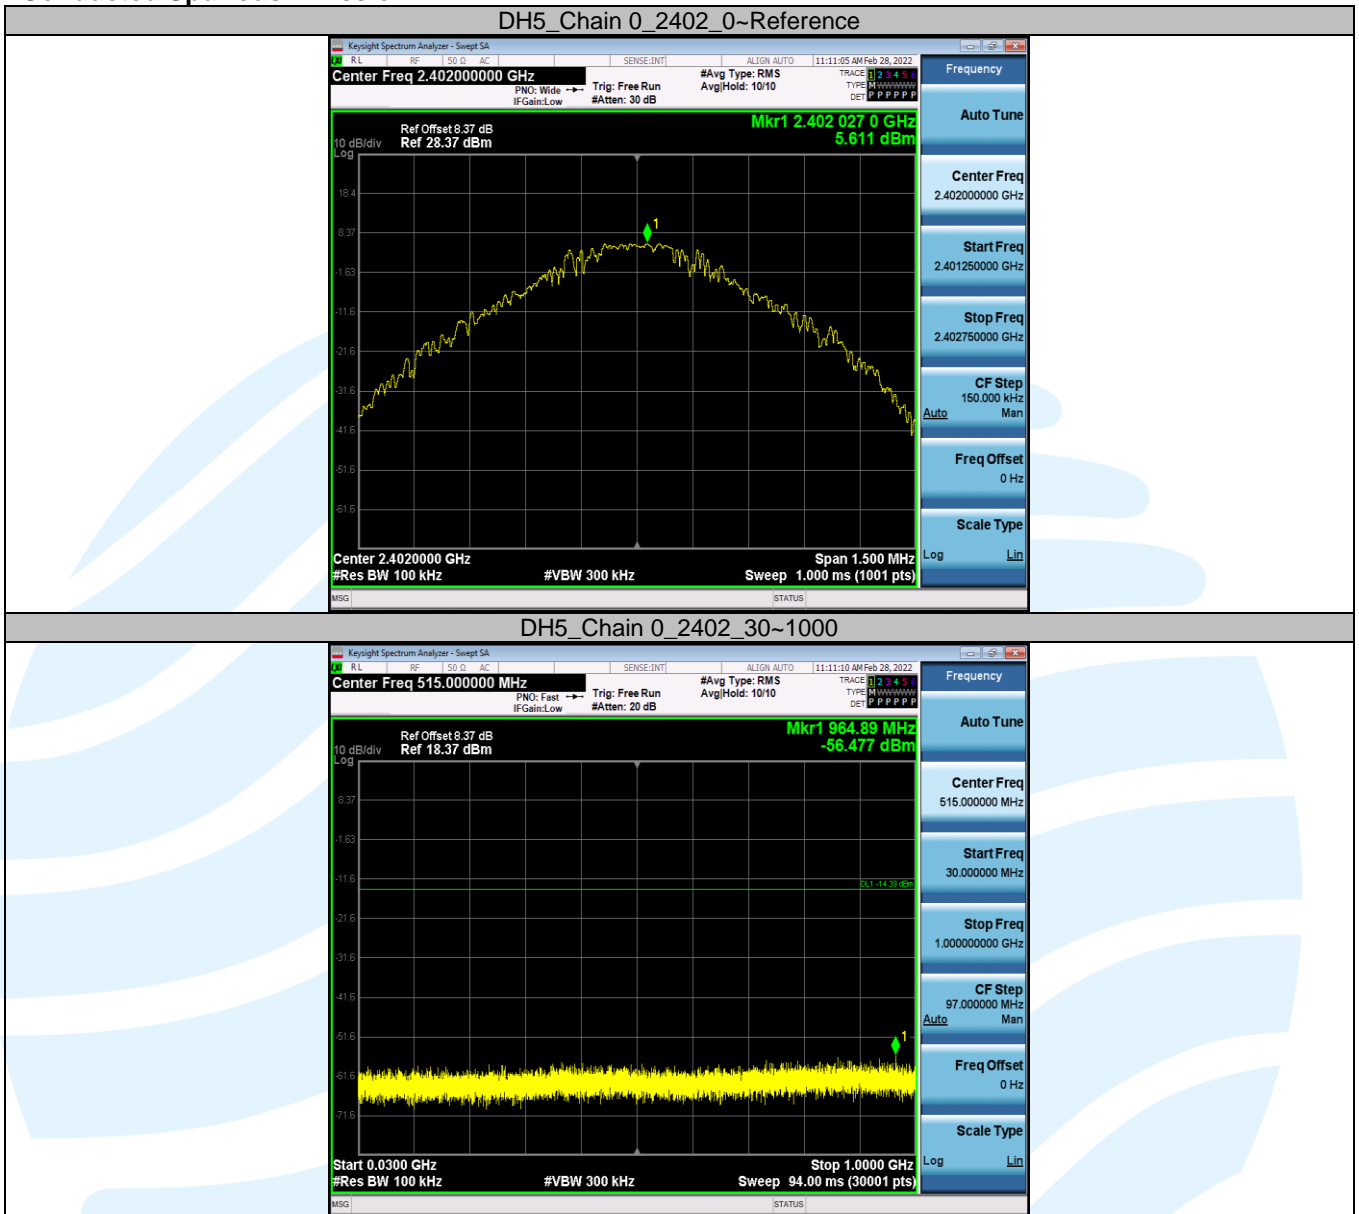 DH5_Chain 0_2402_0~Reference
Keysight Spectrum Analyzer - Swept SA
RL RF 50 Ω AC SENSE:INT ALIGN AUTO 11:11:05 AM Feb 28, 2022
Center Freq 2.402000000 GHz
PNO: Wide
IFGain:Low
Trig: Free Run
#Atten: 30 dB
#Avg Type: RMS
Avg|Hold: 10/10
TRACE 1 2 3 4 5 6
TYPE M WWWWW
DET P P P P P P
Mkr1 2.402 027 0 GHz
5.611 dBm
Ref Offset 8.37 dB
10 dB/div Ref 28.37 dBm
Log
18.4
8.37
-1.63
-11.6
-21.6
-31.6
-41.6
-51.6
-61.6
1
Center 2.4020000 GHz Span 1.500 MHz
#Res BW 100 kHz #VBW 300 kHz Sweep 1.000 ms (1001 pts)
MSG STATUS
Frequency
Auto Tune
Center Freq
2.402000000 GHz
Start Freq
2.401250000 GHz
Stop Freq
2.402750000 GHz
CF Step
150.000 kHz
Auto Man
Freq Offset
0 Hz
Scale Type
Log Lin
DH5_Chain 0_2402_30~1000
Keysight Spectrum Analyzer - Swept SA
RL RF 50 Ω AC SENSE:INT ALIGN AUTO 11:11:10 AM Feb 28, 2022
Center Freq 515.000000 MHz
PNO: Fast
IFGain:Low
Trig: Free Run
#Atten: 20 dB
#Avg Type: RMS
Avg|Hold: 10/10
TRACE 1 2 3 4 5 6
TYPE M WWWWW
DET P P P P P P
Mkr1 964.89 MHz
-56.477 dBm
Ref Offset 8.37 dB
10 dB/div Ref 18.37 dBm
Log
8.37
-1.63
-11.6
-21.6
-31.6
-41.6
-51.6
-61.6
-71.6
DL1 -14.39 dBm
1
Start 0.0300 GHz Stop 1.0000 GHz
#Res BW 100 kHz #VBW 300 kHz Sweep 94.00 ms (30001 pts)
MSG STATUS
Frequency
Auto Tune
Center Freq
515.000000 MHz
Start Freq
30.000000 MHz
Stop Freq
1.000000000 GHz
CF Step
97.000000 MHz
Auto Man
Freq Offset
0 Hz
Scale Type
Log Lin